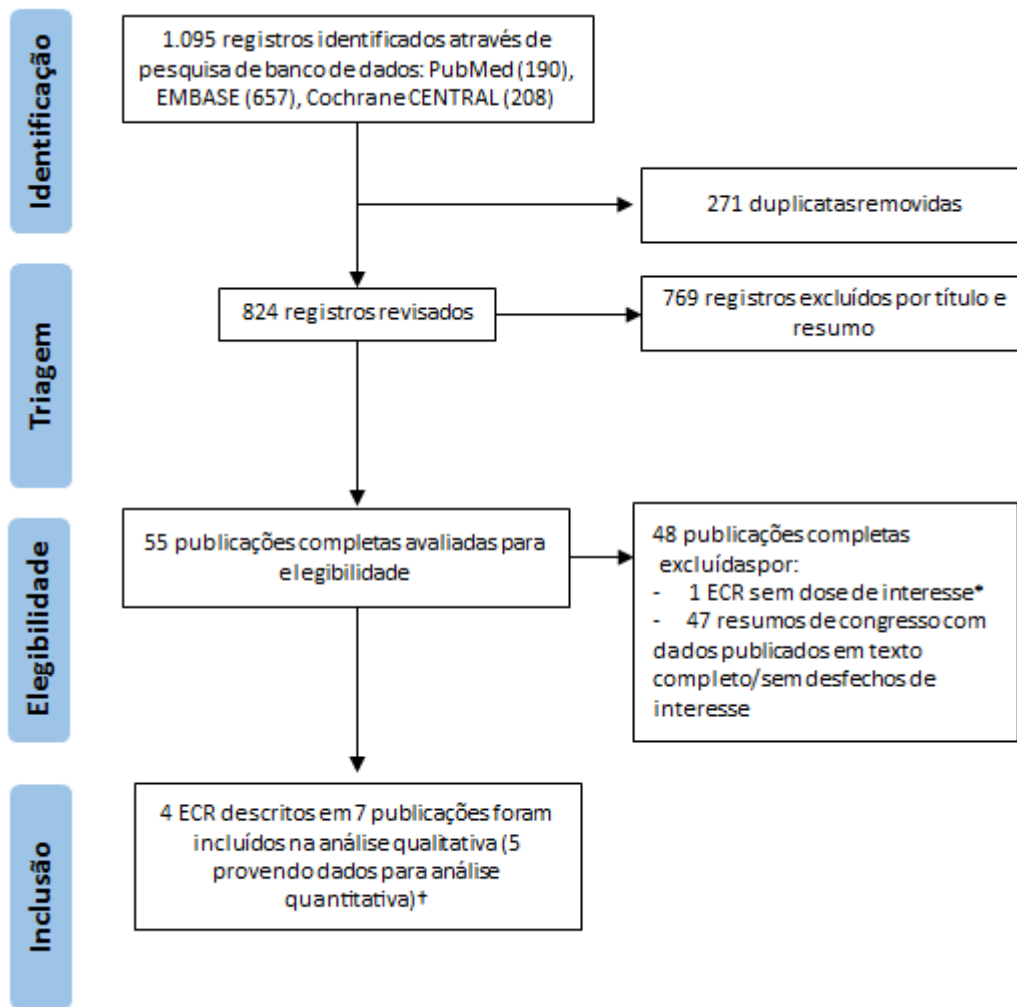 Identificação
1.095 registros identificados através de
pesquisa de banco de dados: PubMed (190),
EMBASE (657), Cochrane CENTRAL (208)
271 duplicatas removidas
Triagem
824 registros revisados
769 registros excluídos por título e
resumo
Elegibilidade
55 publicações completas avaliadas para
elegibilidade
48 publicações completas
excluídas por:
- 1 ECR sem dose de interesse*
- 47 resumos de congresso com
dados publicados em texto
completo/sem desfechos de
interesse
Inclusão
4 ECR descritos em 7 publicações foram
incluídos na análise qualitativa (5
provendo dados para análise
quantitativa)†